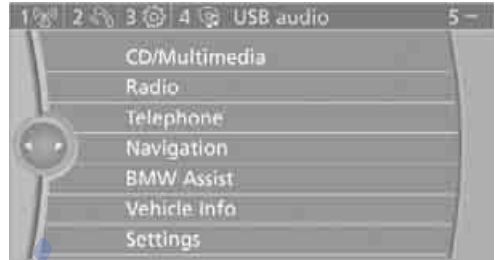 1 2 3 4 USB audio 5 -
CD/Multimedia
Radio
Telephone
Navigation
BMW Assist
Vehicle Info
Settings